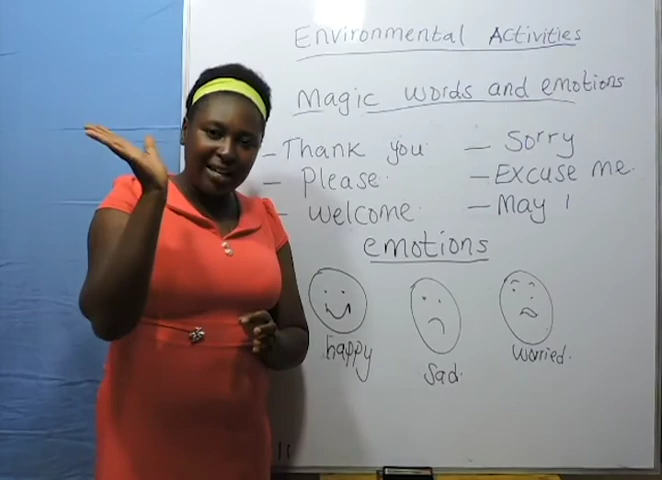 Environmental Activities
Magic words and emotions
- Thank you
- Please
- welcome
- Sorry
- Excuse me
- May I
emotions
happy
Sad
worried